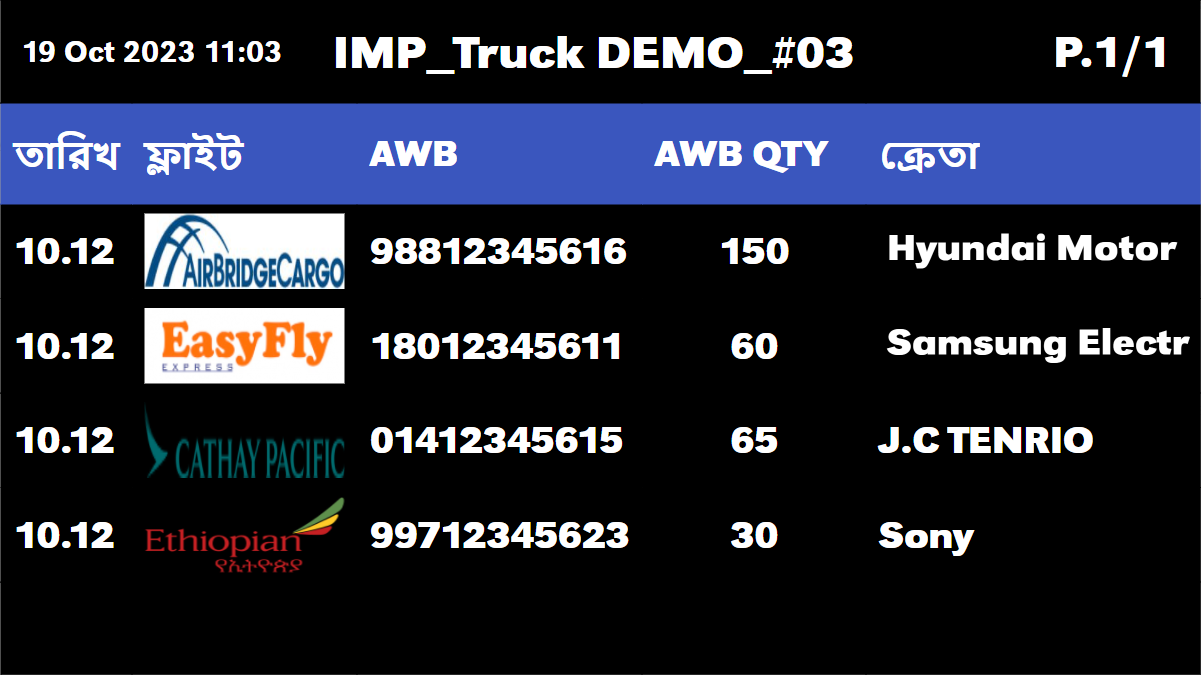 19 Oct 2023 11:03 IMP_Truck DEMO_#03 P.1/1
তারিখ ফ্লাইট AWB AWB QTY ক্রেতা
10.12 AIRBRIDGECARGO 98812345616 150 Hyundai Motor
10.12 EasyFly EXPRESS 18012345611 60 Samsung Electr
10.12 CATHAY PACIFIC 01412345615 65 J.C TENRIO
10.12 Ethiopian የኢትዮጵያ 99712345623 30 Sony